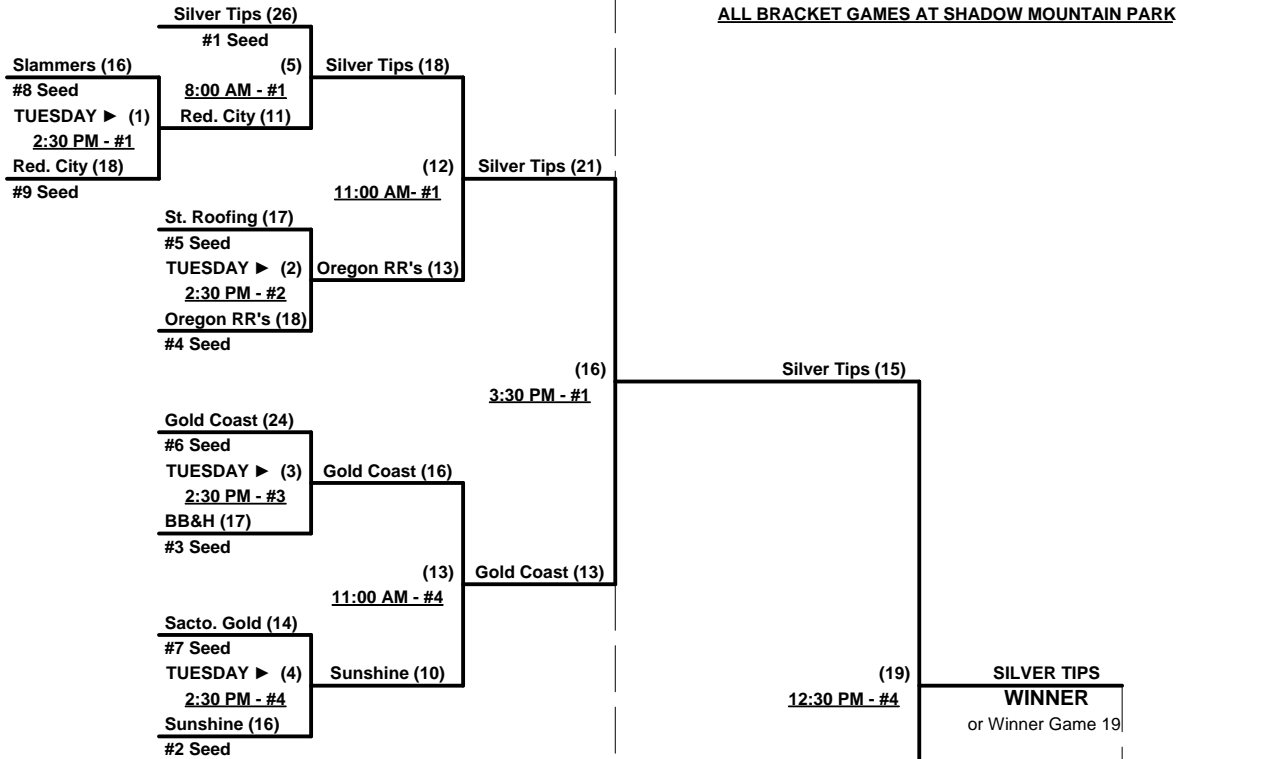 Silver Tips (26)
ALL BRACKET GAMES AT SHADOW MOUNTAIN PARK
#1 Seed
Slammers (16)
(5)
Silver Tips (18)
#8 Seed
8:00 AM - #1
TUESDAY ► (1)
Red. City (11)
2:30 PM - #1
Red. City (18)
(12)
Silver Tips (21)
#9 Seed
11:00 AM- #1
St. Roofing (17)
#5 Seed
TUESDAY ► (2)
Oregon RR's (13)
2:30 PM - #2
Oregon RR's (18)
#4 Seed
(16)
Silver Tips (15)
3:30 PM - #1
Gold Coast (24)
#6 Seed
TUESDAY ► (3)
Gold Coast (16)
2:30 PM - #3
BB&H (17)
#3 Seed
(13)
Gold Coast (13)
11:00 AM - #4
Sacto. Gold (14)
#7 Seed
TUESDAY ► (4)
Sunshine (10)
(19)
SILVER TIPS
2:30 PM - #4
12:30 PM - #4
WINNER
Sunshine (16)
or Winner Game 19
#2 Seed